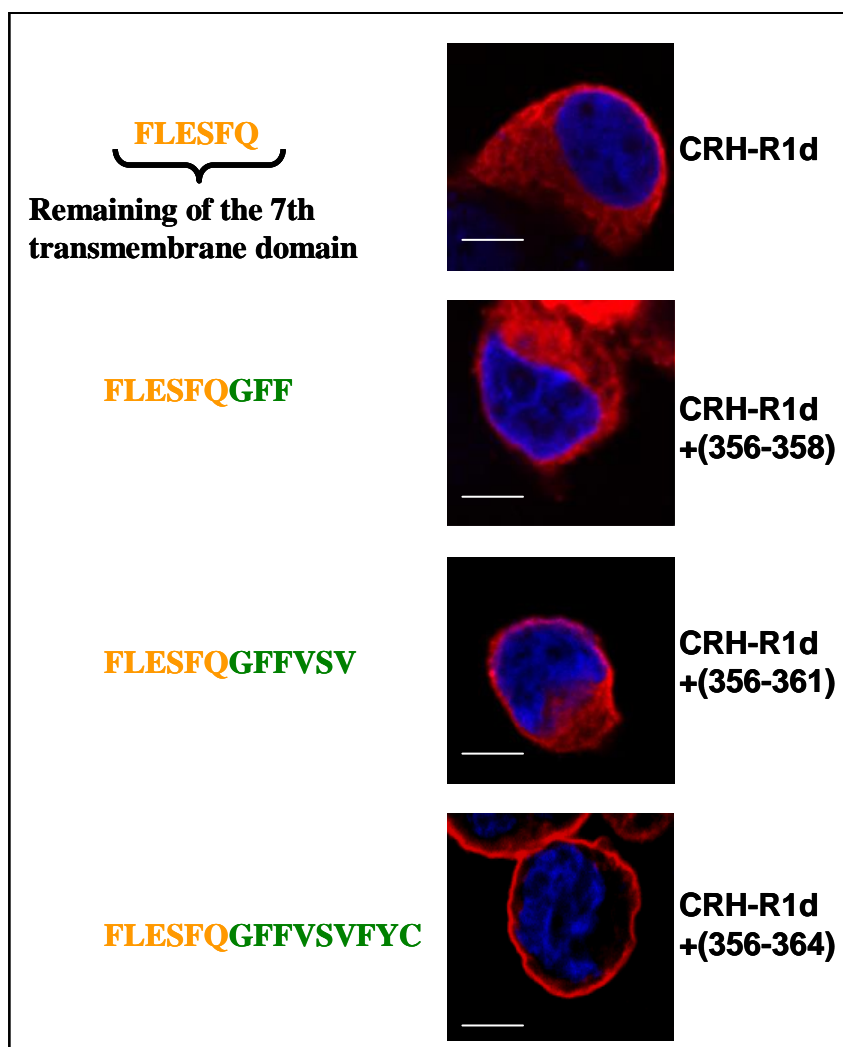 FLESFQ
Remaining of the 7th
transmembrane domain
CRH-R1d
FLESFQGFF
CRH-R1d
+(356-358)
FLESFQGFFVSV
CRH-R1d
+(356-361)
FLESFQGFFVSVFYC
CRH-R1d
+(356-364)